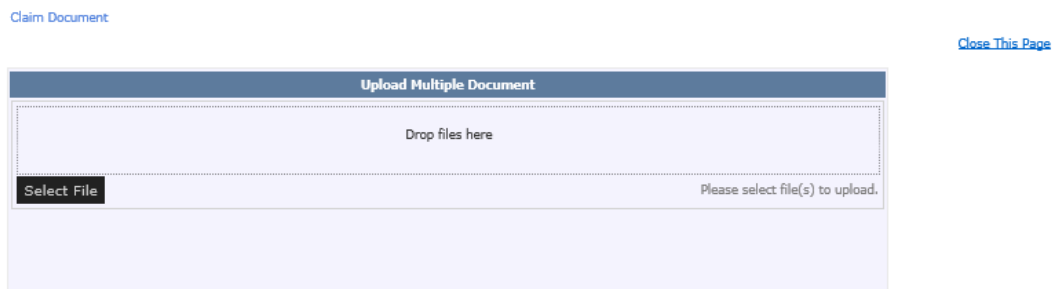 Claim Document
Close This Page
Upload Multiple Document
Drop files here
Select File
Please select file(s) to upload.